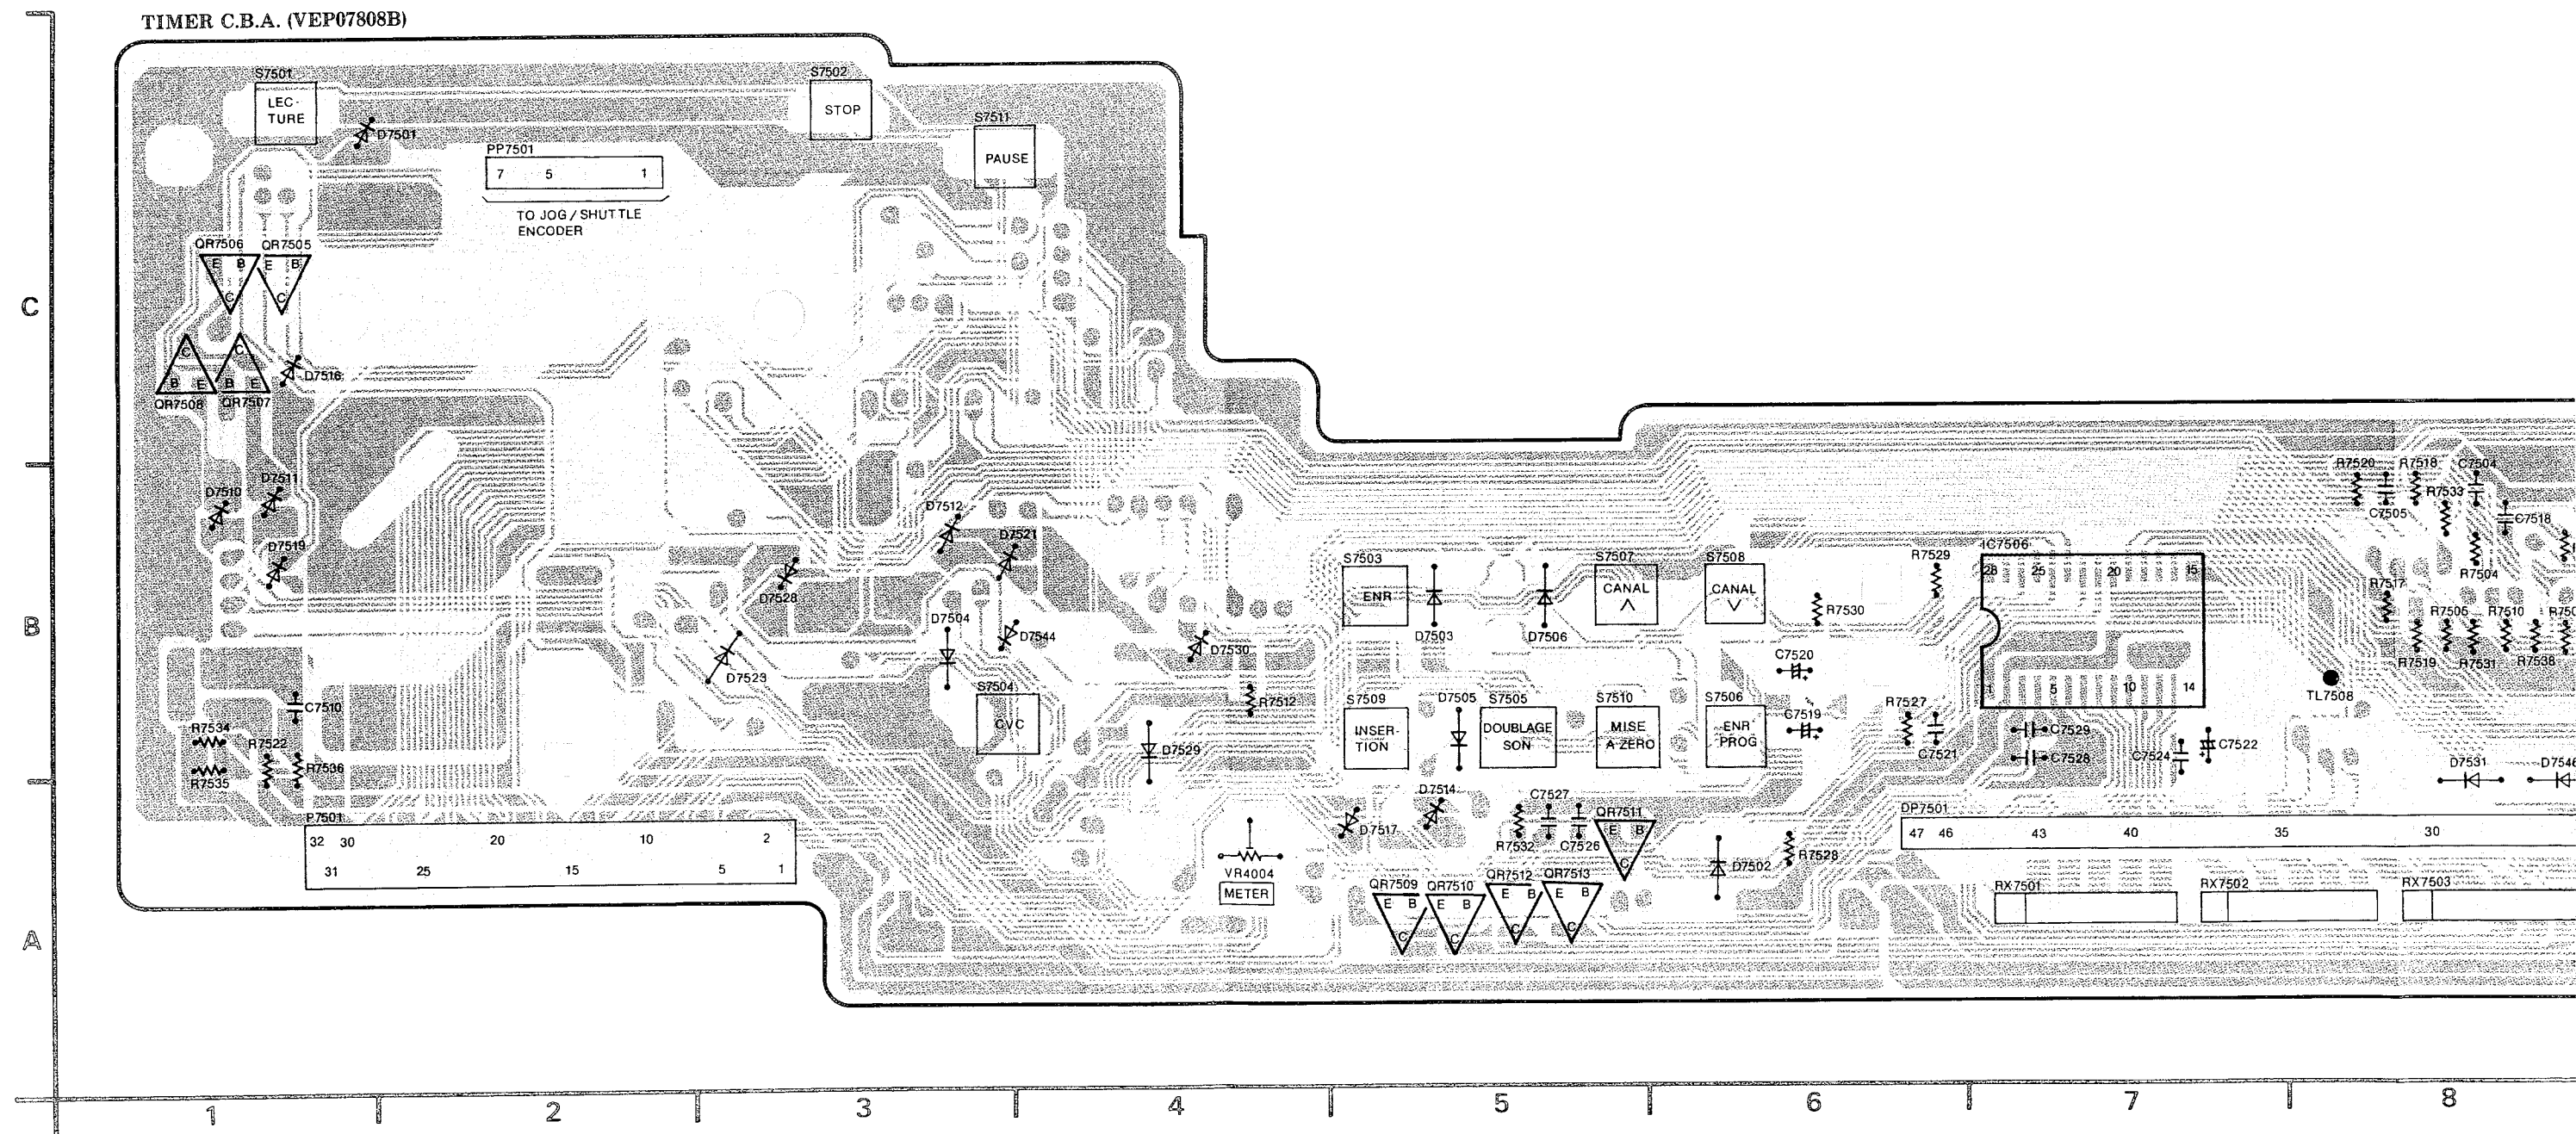 TIMER C.B.A. (VEP07808B)
S7501
LEC-
TURE
D7501
S7502
STOP
S7511
PAUSE
PP7501
7 5 1
TO JOG/SHUTTLE
ENCODER
QR7506 QR7505
E B E B
C C
C
C C
B E B E
QR7508 QR7507
D7516
D7510
D7511
D7519
D7512
D7521
D7528
D7504
D7544
D7523
D7530
S7503
ENR
D7503
D7506
S7507
CANAL
S7508
CANAL
R7530
R7529
IC7506
28 25 20 15
1 5 10 14
R7520 R7518 C7504
R7533
C7505
C7518
R7504
R7517
R7505 R7510
R7519 R7531 R7538
TL7508
B
C7510
R7534
R7522
R7535
R7536
S7504
CVC
R7512
D7529
S7509
INSER-
TION
D7505
S7505
DOUBLAGE
SON
S7510
MISE
A ZERO
S7506
ENR
PROG
C7520
C7519
R7527
C7521
C7529
C7528
C7524
C7522
D7531
D7546
P7501
32 30 20 10 2
31 25 15 5 1
VR4004
METER
D7517
D7514
C7527
R7532 C7526
QR7511
E B
C
D7502
R7528
DP7501
47 46 43 40 35 30
QR7509 QR7510 QR7512 QR7513
E B E B E B E B
C C C C
RX7501
RX7502
RX7503
A
1 2 3 4 5 6 7 8